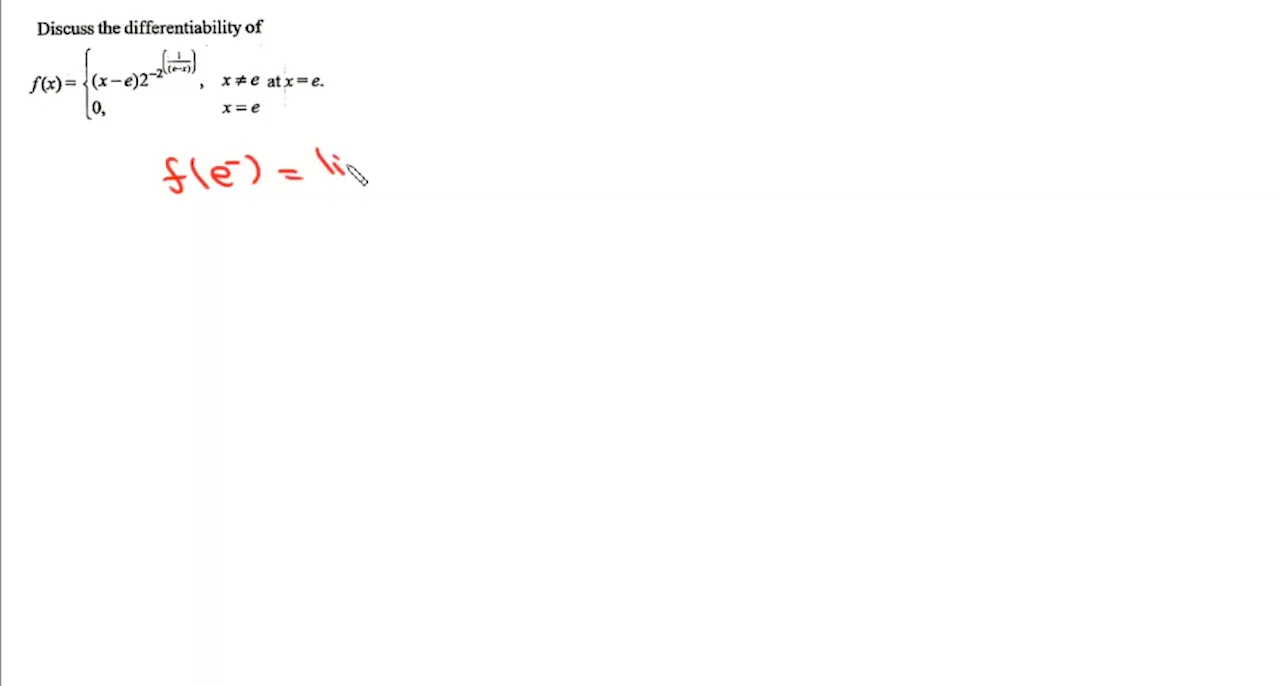 Discuss the differentiability of
f(x) = { (x−e)2^{−2^{(1/(e−x))}}, x ≠ e at x = e.
0, x = e
f(e⁻) = li